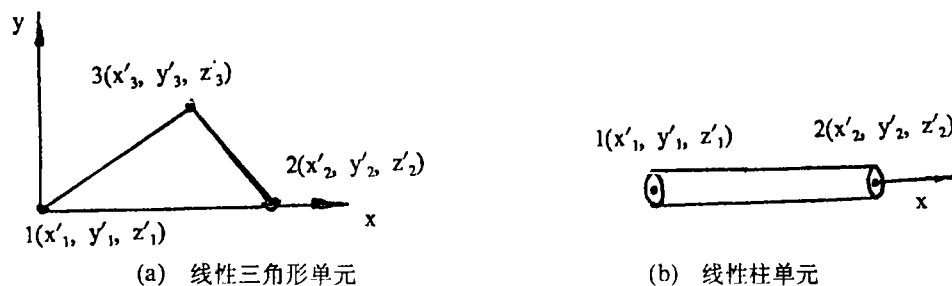 y
3(x′₃, y′₃, z′₃)
2(x′₂, y′₂, z′₂)
x
1(x′₁, y′₁, z′₁)
(a) 线性三角形单元
1(x′₁, y′₁, z′₁)
2(x′₂, y′₂, z′₂)
x
(b) 线性柱单元